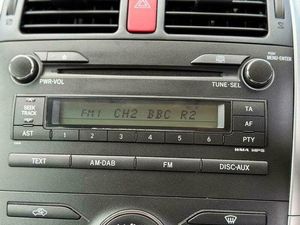 PUSH
MENU·ENTER
PWR·VOL
TUNE·SEL
FM1 CH2 BBC R2
SEEK
TRACK
TA
AF
AST
1 2 3 4 5 6
PTY
WMA MP3
TEXT
AM·DAB
FM
DISC·AUX